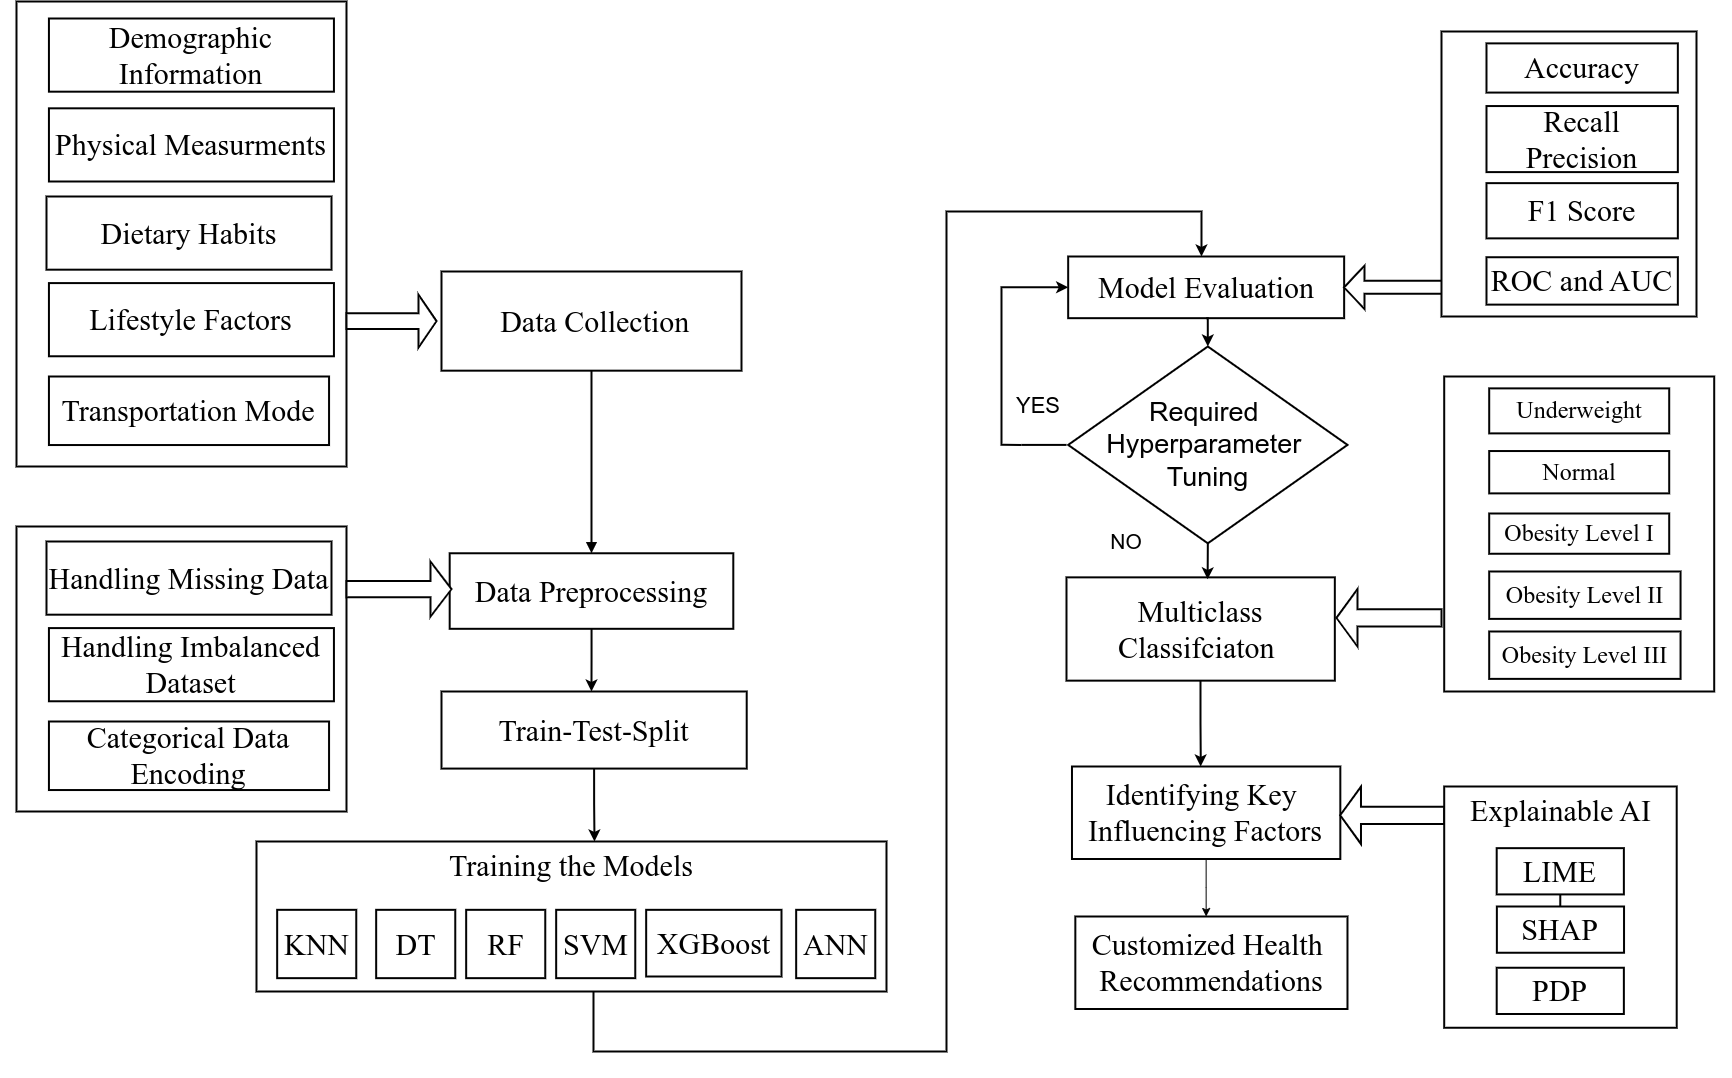 Demographic
Information
Physical Measurments
Dietary Habits
Lifestyle Factors
Transportation Mode
Data Collection
Handling Missing Data
Handling Imbalanced
Dataset
Categorical Data
Encoding
Data Preprocessing
Train-Test-Split
Training the Models
KNN
DT
RF
SVM
XGBoost
ANN
Accuracy
Recall
Precision
F1 Score
ROC and AUC
Model Evaluation
YES
Required
Hyperparameter
Tuning
NO
Underweight
Normal
Obesity Level I
Obesity Level II
Obesity Level III
Multiclass
Classifciaton
Identifying Key
Influencing Factors
Explainable AI
LIME
SHAP
PDP
Customized Health
Recommendations